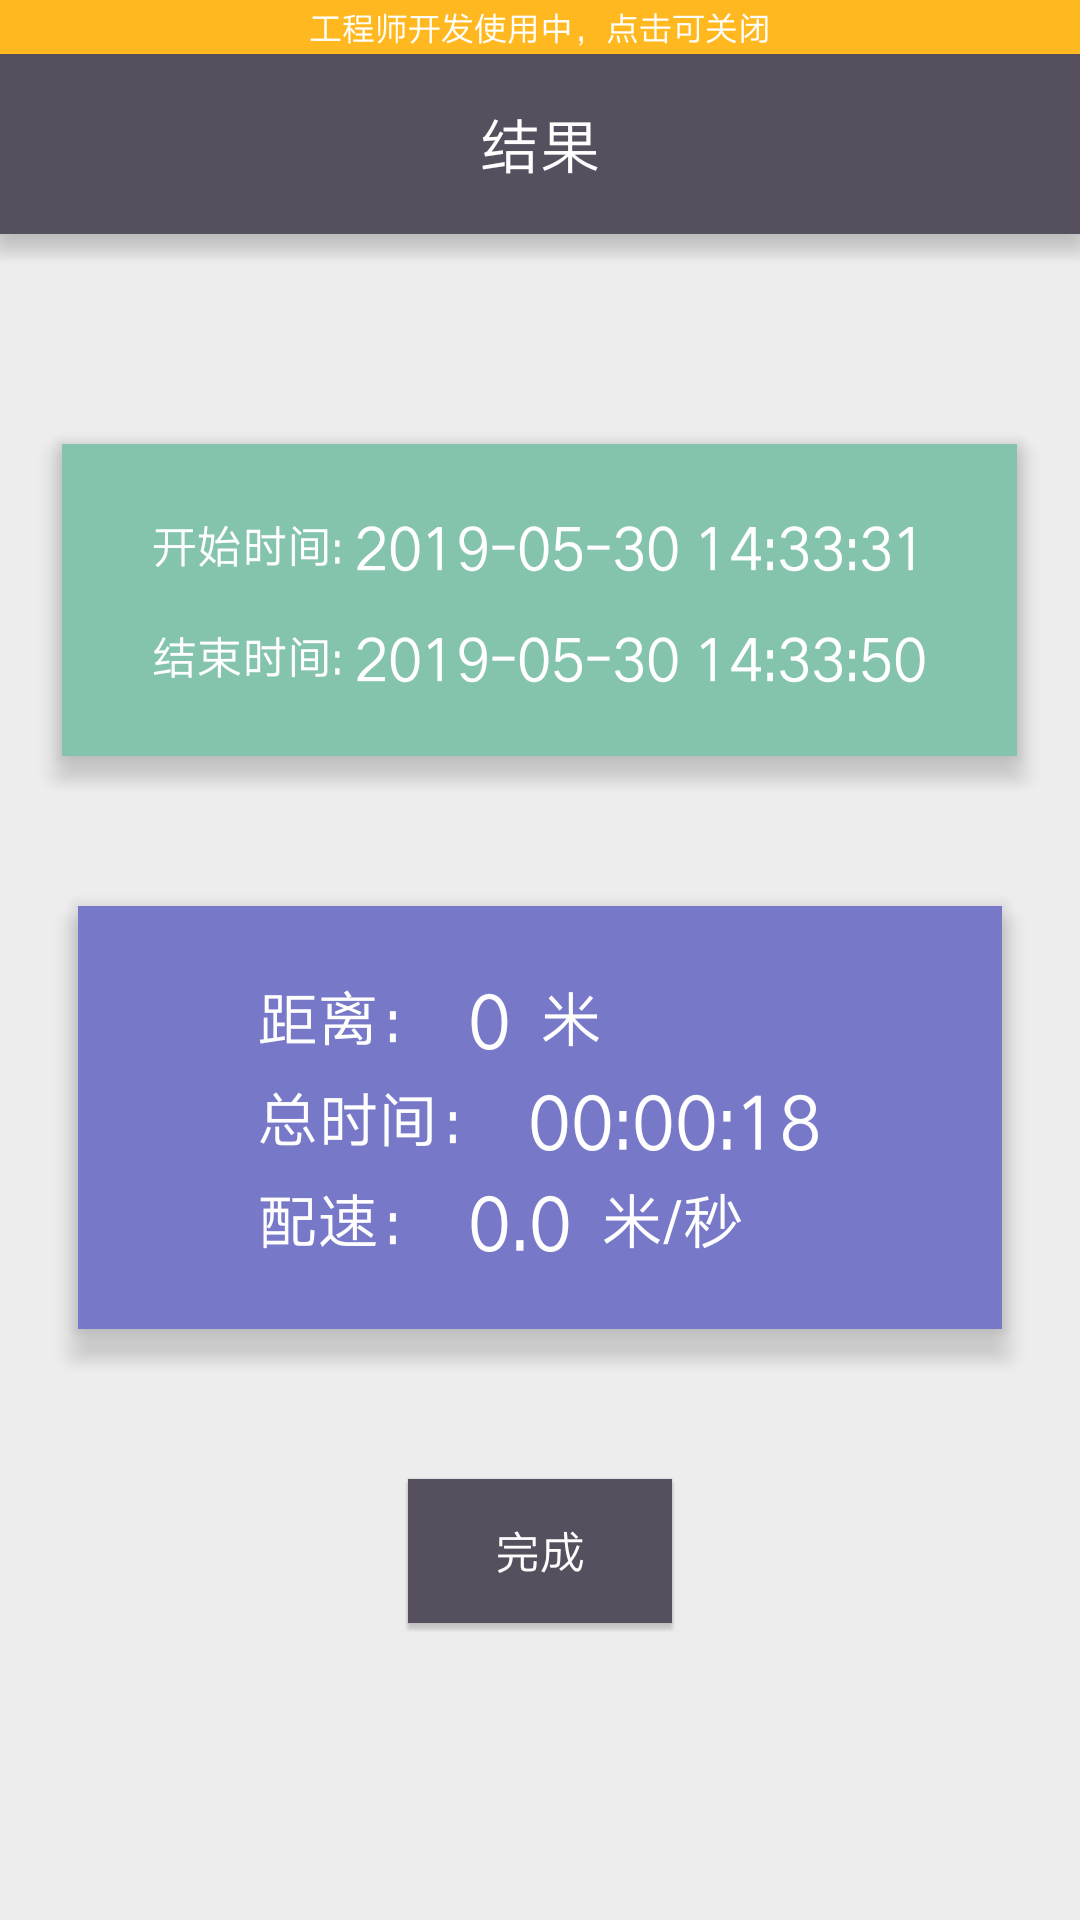 工程师开发使用中，点击可关闭
结果
开始时间: 2019-05-30 14:33:31
结束时间: 2019-05-30 14:33:50
距离： 0 米
总时间： 00:00:18
配速： 0.0 米/秒
完成